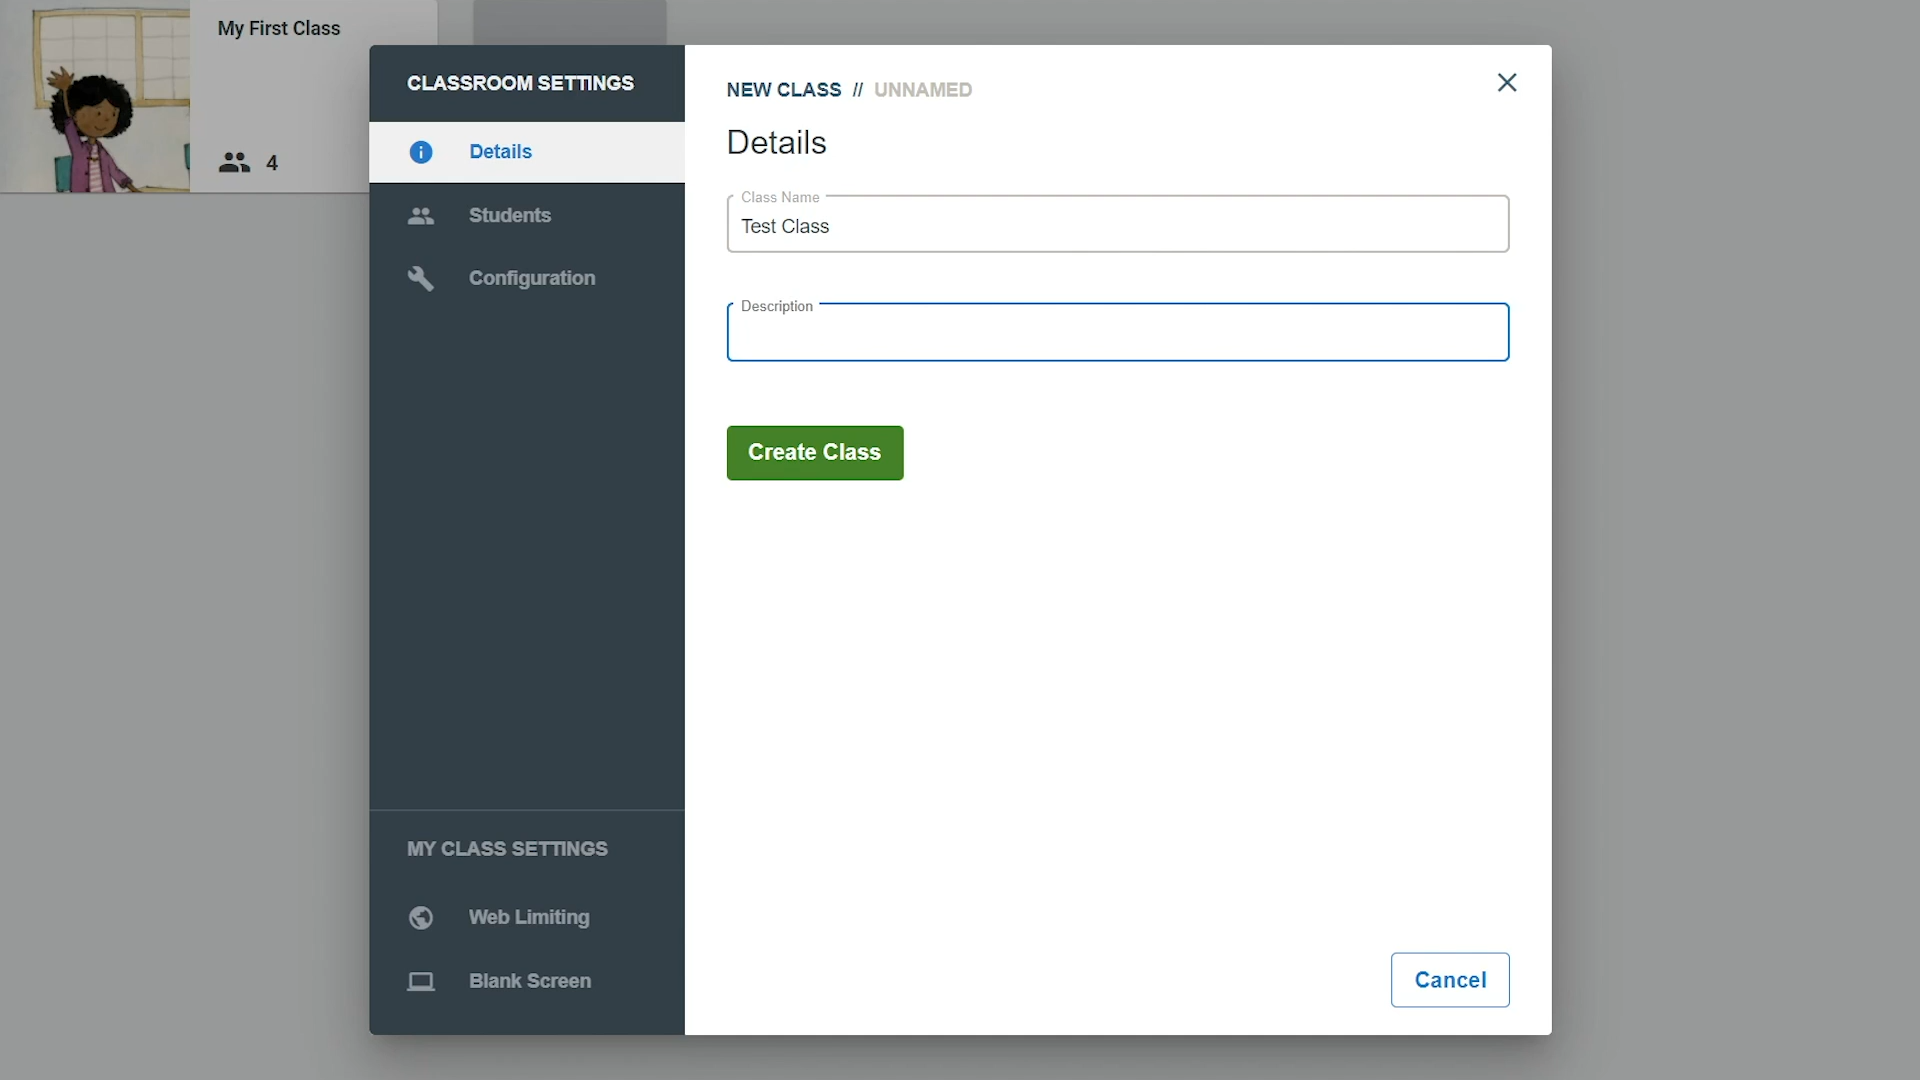 My First Class
4
CLASSROOM SETTINGS
Details
Students
Configuration
MY CLASS SETTINGS
Web Limiting
Blank Screen
NEW CLASS // UNNAMED
Details
Class Name
Test Class
Description
Create Class
Cancel